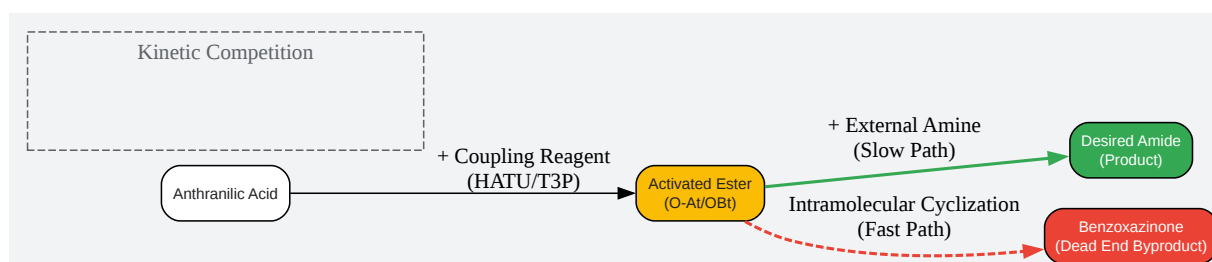 Kinetic Competition
Anthranilic Acid
+ Coupling Reagent
(HATU/T3P)
Activated Ester
(O-At/OBt)
+ External Amine
(Slow Path)
Desired Amide
(Product)
Intramolecular Cyclization
(Fast Path)
Benzoxazinone
(Dead End Byproduct)